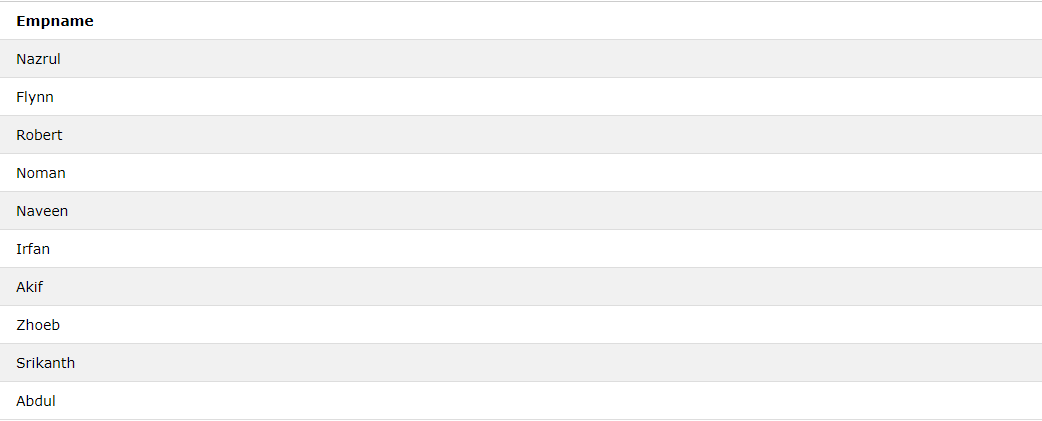 Empname
Nazrul
Flynn
Robert
Noman
Naveen
Irfan
Akif
Zhoeb
Srikanth
Abdul